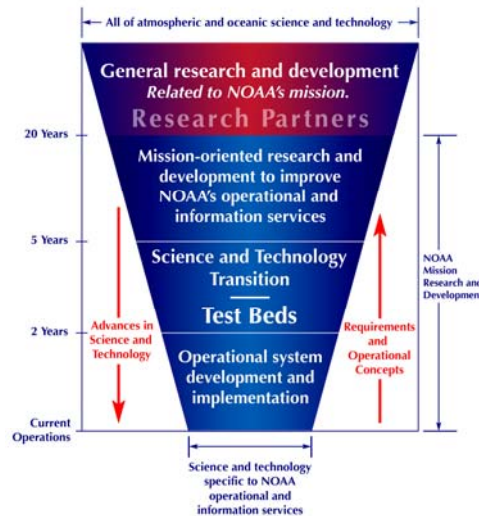 All of atmospheric and oceanic science and technology
General research and development
Related to NOAA's mission.
Research Partners
20 Years
Mission-oriented research and
development to improve
NOAA's operational and
information services
5 Years
Science and Technology
Transition
Test Beds
NOAA
Mission
Research and
Development
2 Years
Advances in
Science and
Technology
Requirements
and
Operational
Concepts
Operational system
development and
implementation
Current
Operations
Science and technology
specific to NOAA
operational and
information services